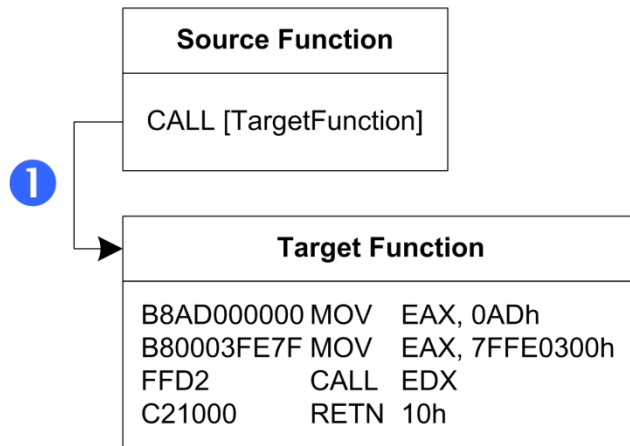 Source Function
CALL [TargetFunction]
1
Target Function
B8AD000000 MOV EAX, 0ADh
B80003FE7F MOV EAX, 7FFE0300h
FFD2 CALL EDX
C21000 RETN 10h